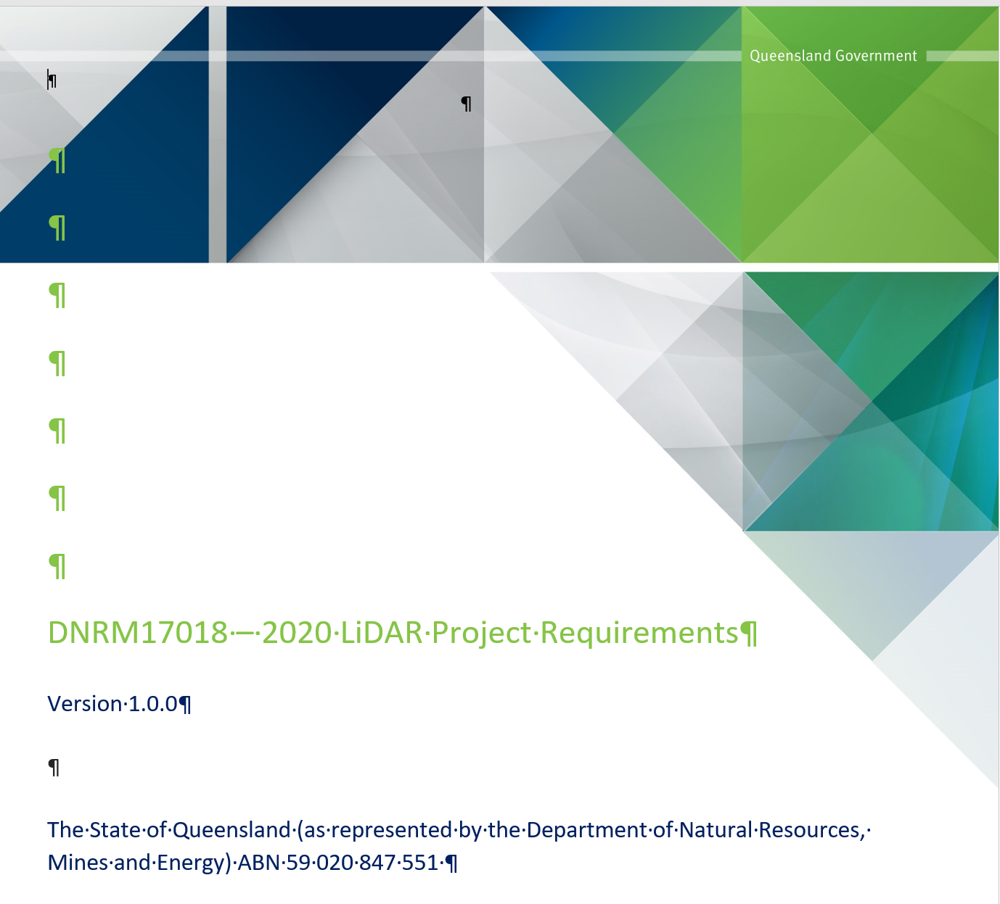 Queensland Government
¶
¶
¶
¶
¶
¶
¶
¶
¶
DNRM17018·–·2020·LiDAR·Project·Requirements¶
Version·1.0.0¶
¶
The·State·of·Queensland·(as·represented·by·the·Department·of·Natural·Resources,·
Mines·and·Energy)·ABN·59·020·847·551·¶